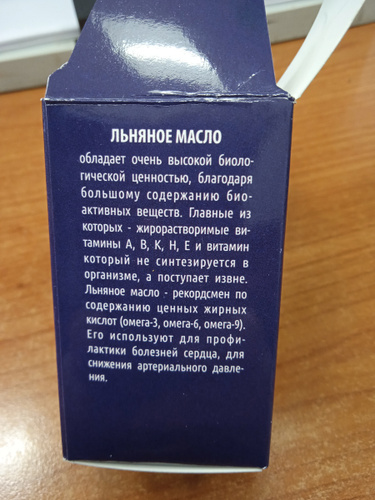 ЛЬНЯНОЕ МАСЛО
обладает очень высокой биоло-
гической ценностью, благодаря
большому содержанию био-
активных веществ. Главные из
которых - жирорастворимые ви-
тамины А, В, К, Н, Е и витамин
который не синтезируется в
организме, а поступает извне.
Льняное масло - рекордсмен по
содержанию ценных жирных
кислот (омега-3, омега-6, омега-9).
Его используют для профи-
лактики болезней сердца, для
снижения артериального давле-
ния.